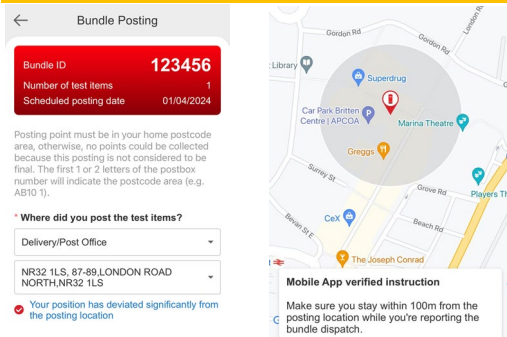 Bundle Posting
Bundle ID 123456
Number of test items 1
Scheduled posting date 01/04/2024
Posting point must be in your home postcode
area, otherwise, no points could be collected
because this posting is not considered to be
final. The first 1 or 2 letters of the postbox
number will indicate the postcode area (e.g.
AB10 1).
* Where did you post the test items?
Delivery/Post Office
NR32 1LS, 87-89,LONDON ROAD
NORTH,NR32 1LS
Your position has deviated significantly from
the posting location
Gordon Rd
Gordon Rd
London R
Library
Superdrug
Car Park Britten
Centre | APCOA
Marina Theatre
Greggs
Surrey St
Grove Rd
Players Th
Bevan St E
CeX
Beach Rd
The Joseph Conrad
Mobile App verified instruction
Make sure you stay within 100m from the
posting location while you're reporting the
bundle dispatch.